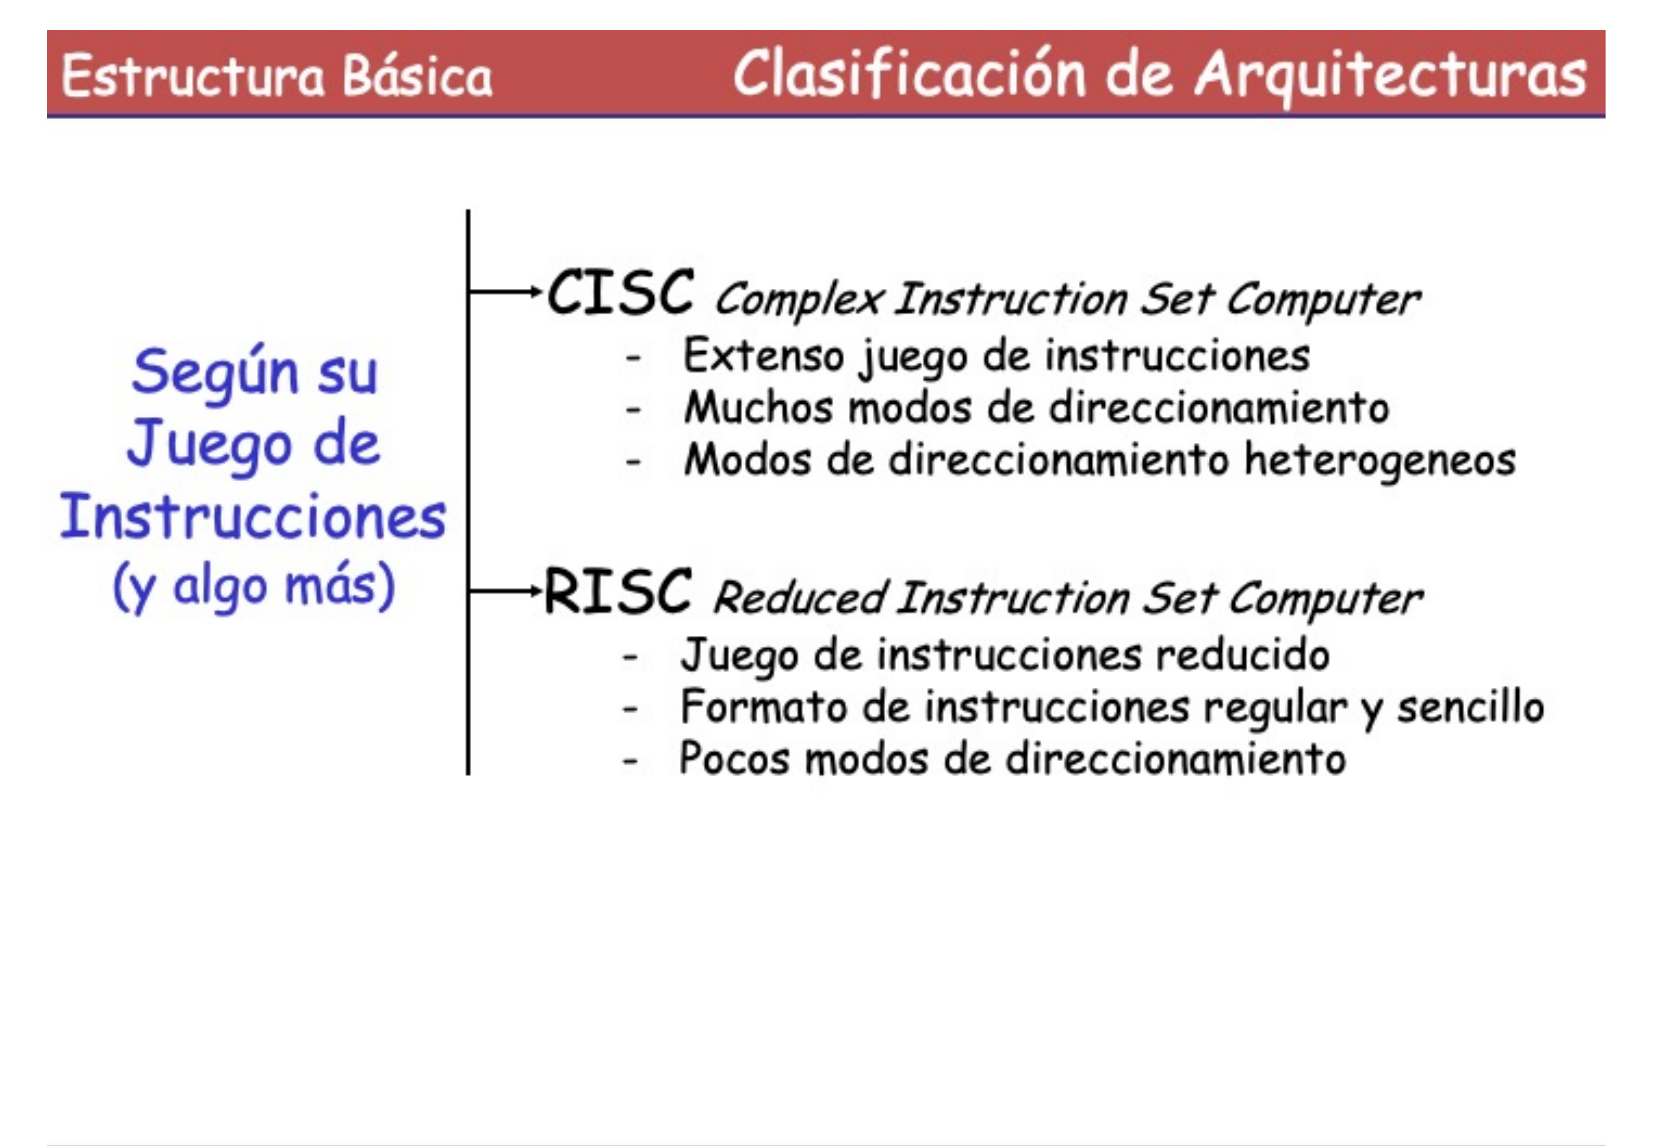 Estructura Básica
Clasificación de Arquitecturas
Según su
Juego de
Instrucciones
(y algo más)
CISC Complex Instruction Set Computer
- Extenso juego de instrucciones
- Muchos modos de direccionamiento
- Modos de direccionamiento heterogeneos
RISC Reduced Instruction Set Computer
- Juego de instrucciones reducido
- Formato de instrucciones regular y sencillo
- Pocos modos de direccionamiento